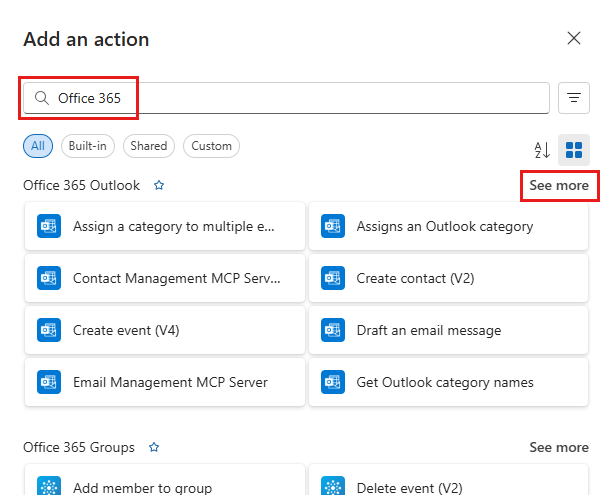 Add an action
Office 365
All Built-in Shared Custom
Office 365 Outlook See more
Assign a category to multiple e... Assigns an Outlook category
Contact Management MCP Serv... Create contact (V2)
Create event (V4) Draft an email message
Email Management MCP Server Get Outlook category names
Office 365 Groups See more
Add member to group Delete event (V2)